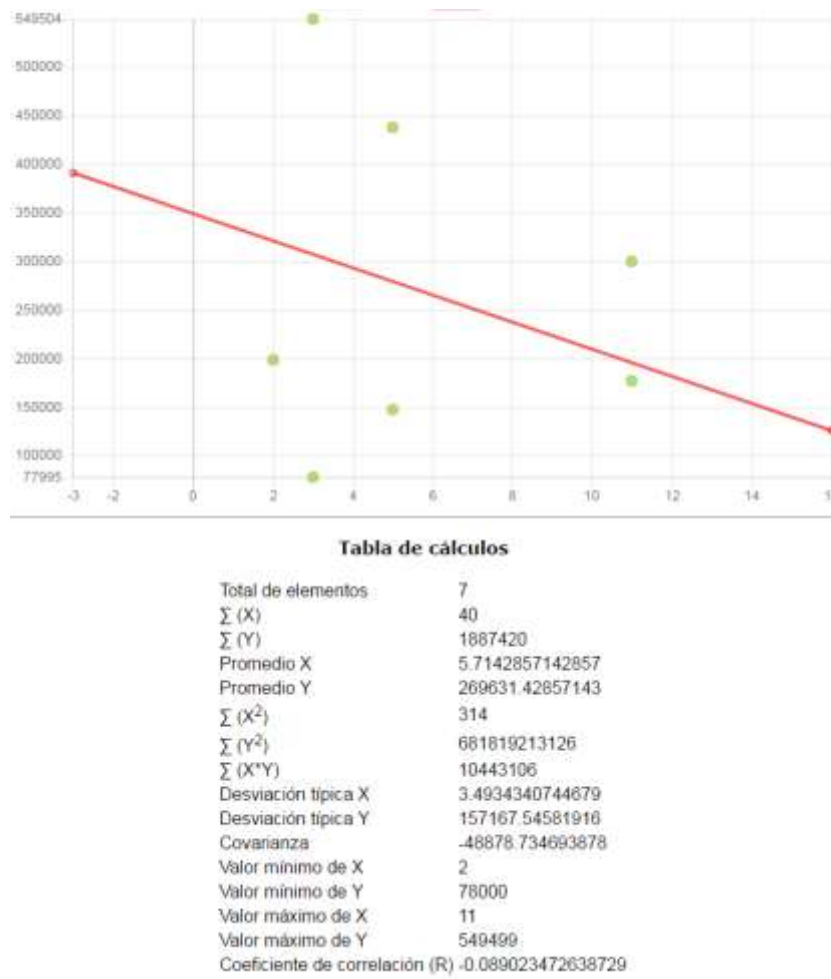 549504
500000
450000
400000
350000
300000
250000
200000
150000
100000
77995
-3 -2 0 2 4 6 8 10 12 14
Tabla de cálculos
Total de elementos 7
∑ (X) 40
∑ (Y) 1887420
Promedio X 5.7142857142857
Promedio Y 269631.42857143
∑ (X²) 314
∑ (Y²) 681819213126
∑ (X*Y) 10443106
Desviación típica X 3.4934340744679
Desviación típica Y 157167.54581916
Covarianza -48878.734693878
Valor mínimo de X 2
Valor mínimo de Y 78000
Valor máximo de X 11
Valor máximo de Y 549499
Coeficiente de correlación (R) -0.089023472638729